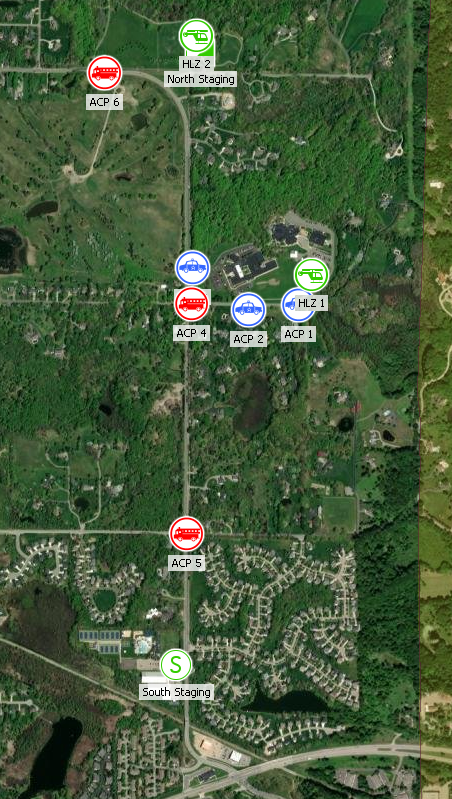 HLZ 2
North Staging
ACP 6
HLZ 1
ACP 4
ACP 2
ACP 1
ACP 5
S
South Staging